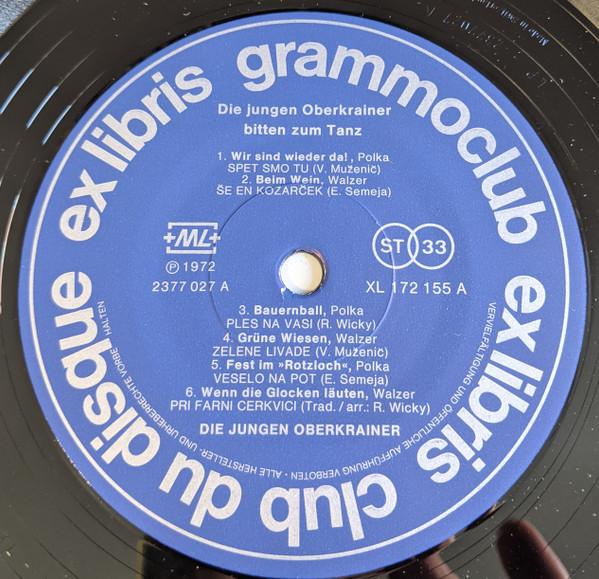 ex libris grammoclub ex libris club du disque
Die jungen Oberkrainer
bitten zum Tanz
1. Wir sind wieder da!, Polka
SPET SMO TU (V. Muženič)
2. Beim Wein, Walzer
ŠE EN KOZARČEK (E. Semeja)
+ML+
ST 33
Ⓟ 1972
2377 027 A
XL 172 155 A
3. Bauernball, Polka
PLES NA VASI (R. Wicky)
4. Grüne Wiesen, Walzer
ZELENE LIVADE (V. Muženič)
5. Fest im »Rotzloch«, Polka
VESELO NA POT (E. Semeja)
6. Wenn die Glocken läuten, Walzer
PRI FARNI CERKVICI (Trad. / arr.: R. Wicky)
DIE JUNGEN OBERKRAINER
VERVIELFÄLTIGUNG UND ÖFFENTLICHE AUFFÜHRUNG VERBOTEN - ALLE HERSTELLER- UND URHEBERRECHTE VORBEHALTEN